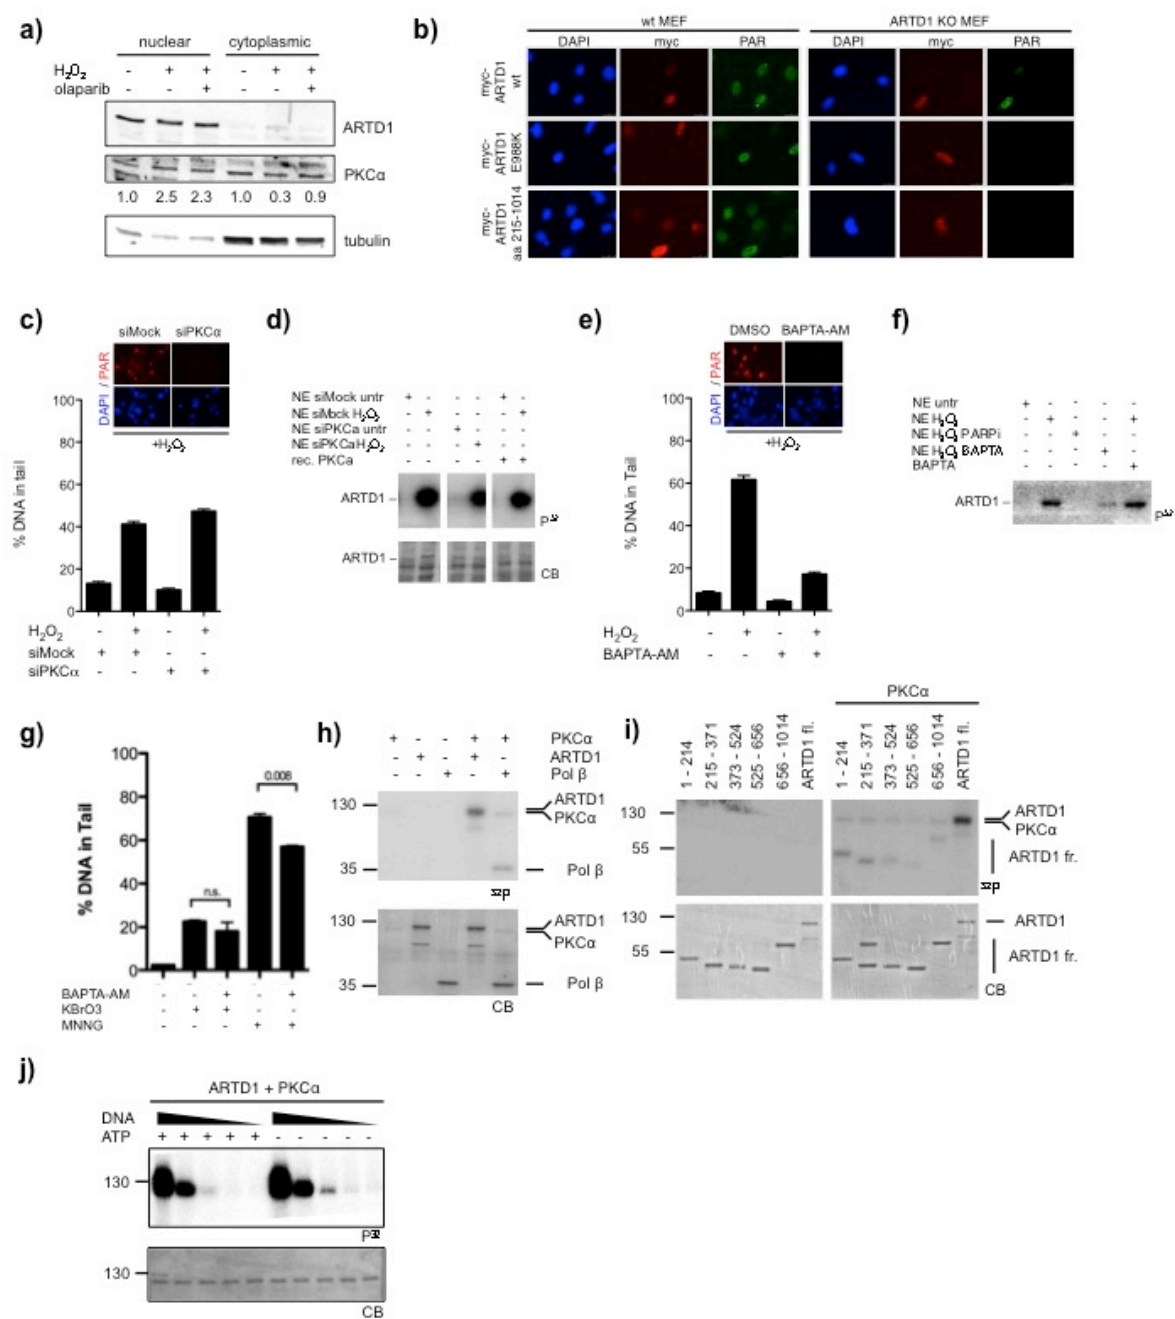 a)
nuclear cytoplasmic
H₂O₂ - + + - + +
olaparib + +
ARTD1
PKCα
1.0 2.5 2.3 1.0 0.3 0.9
tubulin
b)
wt MEF ARTD1 KO MEF
DAPI myc PAR DAPI myc PAR
myc-ARTD1 wt
myc-ARTD1 E988K
myc-ARTD1 aa 215-1014
c)
siMock siPKCα
DAPI / PAR
+H₂O₂
% DNA in tail
100
80
60
40
20
0
H₂O₂ - + - +
siMock + + - -
siPKCα - - + +
d)
NE siMock untr + - - - + -
NE siMock H₂O₂ - + - - - +
NE siPKCa untr - - + - - -
NE siPKCa H₂O₂ - - - + - -
rec. PKCa - - - - + +
ARTD1
P³²
ARTD1
CB
e)
DMSO BAPTA-AM
DAPI / PAR
+H₂O₂
% DNA in Tail
100
80
60
40
20
0
H₂O₂ - + - +
BAPTA-AM - - + +
f)
NE untr + - - - -
NE H₂O₂ - + - - +
NE H₂O₂ PARPi - - + - -
NE H₂O₂ BAPTA - - - + -
BAPTA - - - - +
ARTD1
P³²
g)
% DNA in Tail
100
80
60
40
20
0
n.s.
0.008
BAPTA-AM - - + - +
KBrO3 - + + - -
MNNG - - - + +
h)
+ - - + + PKCα
- + - + - ARTD1
- - + - + Pol β
130
ARTD1
PKCα
35
Pol β
³²P
130
ARTD1
PKCα
35
Pol β
CB
i)
PKCα
1 - 214
215 - 371
373 - 524
525 - 656
656 - 1014
ARTD1 fl.
1 - 214
215 - 371
373 - 524
525 - 656
656 - 1014
ARTD1 fl.
130
55
ARTD1
PKCα
ARTD1 fr.
³²P
130
55
ARTD1
ARTD1 fr.
CB
j)
ARTD1 + PKCα
DNA
ATP + + + + + - - - - -
130
P³²
130
CB